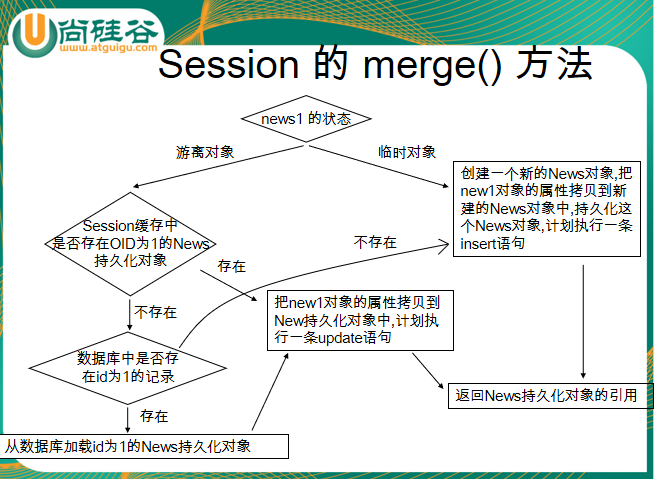 尚硅谷
www.atguigu.com
Session 的 merge() 方法
news1 的状态
游离对象
临时对象
创建一个新的News对象,把
new1对象的属性拷贝到新
建的News对象中,持久化这
个News对象,计划执行一条
insert语句
Session缓存中
是否存在OID为1的News
持久化对象
不存在
存在
把new1对象的属性拷贝到
New持久化对象中,计划执
行一条update语句
不存在
数据库中是否存
在id为1的记录
返回News持久化对象的引用
存在
从数据库加载id为1的News持久化对象